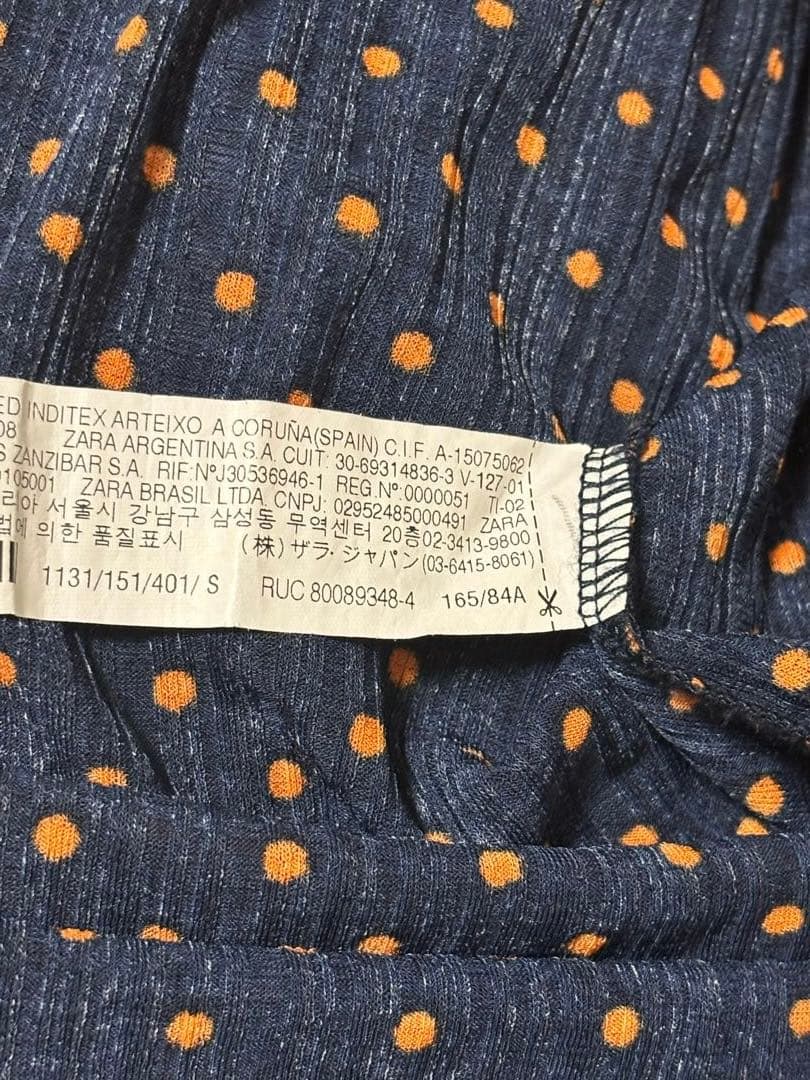 ED INDITEX ARTEIXO A CORUÑA(SPAIN) C.I.F. A-15075062
08 ZARA ARGENTINA S.A. CUIT: 30-69314836-3 V-127-01
S ZANZIBAR S.A. RIF:NºJ30536946-1 REG.Nº:0000051 TI-02
0105001 ZARA BRASIL LTDA, CNPJ: 02952485000491 ZARA
리아 서울시 강남구 삼성동 무역센터 20층02-3413-9800
법에 의한 품질표시 (株)ザラ・ジャパン(03-6415-8061)
1131/151/401/ S RUC 80089348-4 165/84A